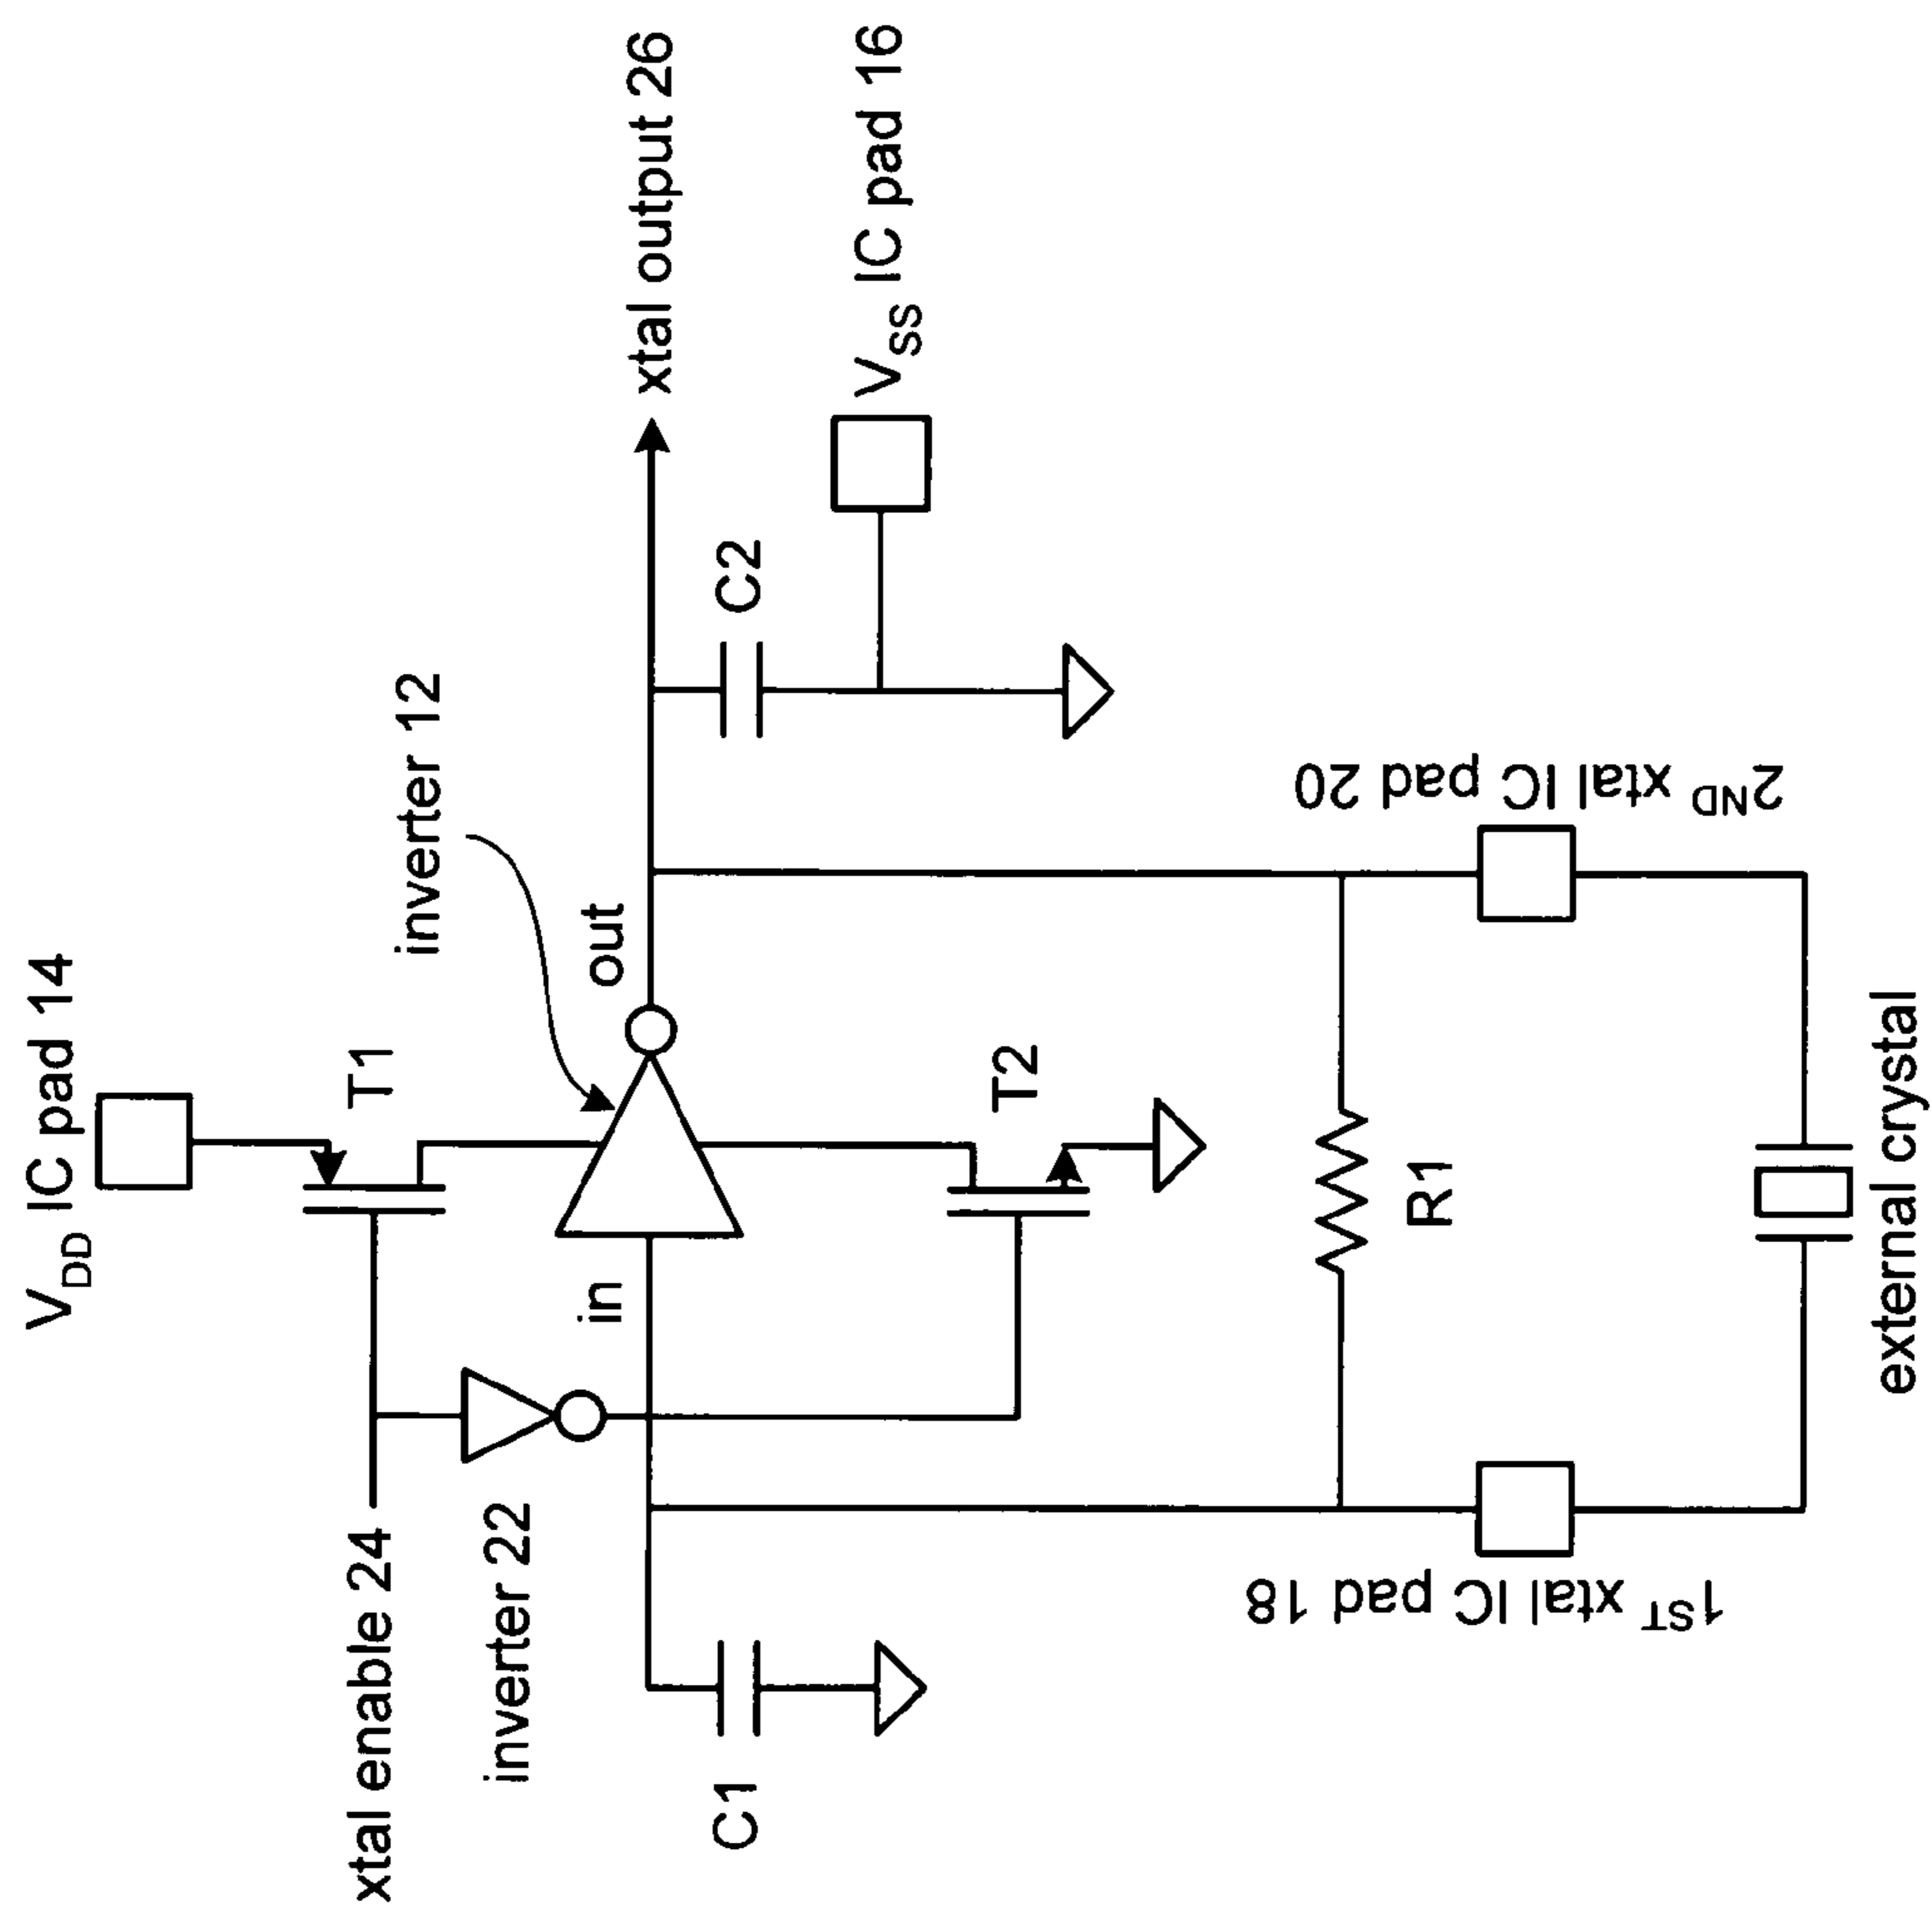 V_DD IC pad 14
T1
xtal enable 24
inverter 22
inverter 12
in
out
xtal output 26
C1
C2
V_SS IC pad 16
T2
1ST xtal IC pad 18
2ND xtal IC pad 20
R1
external crystal